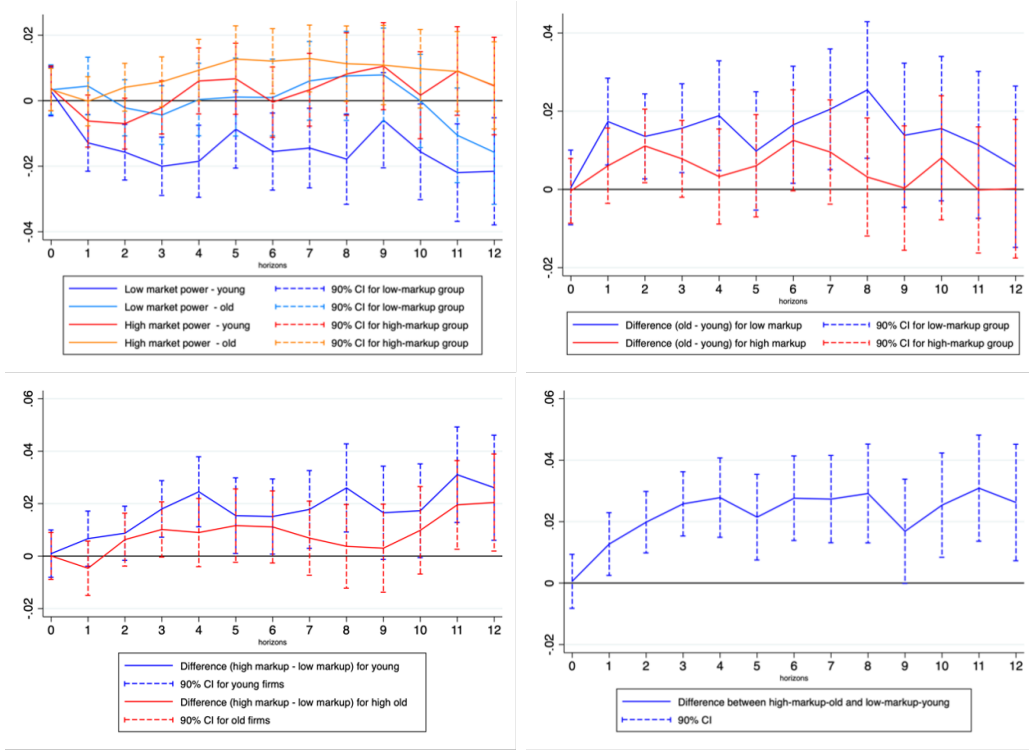 .02
0
-.02
-.04
0 1 2 3 4 5 6 7 8 9 10 11 12
horizons
Low market power - young 90% CI for low-markup group
Low market power - old 90% CI for low-markup group
High market power - young 90% CI for high-markup group
High market power - old 90% CI for high-markup group
.04
.02
0
-.02
0 1 2 3 4 5 6 7 8 9 10 11 12
horizons
Difference (old - young) for low markup 90% CI for low-markup group
Difference (old - young) for high markup 90% CI for high-markup group
.06
.04
.02
0
-.02
0 1 2 3 4 5 6 7 8 9 10 11 12
horizons
Difference (high markup - low markup) for young
90% CI for young firms
Difference (high markup - low markup) for high old
90% CI for old firms
.06
.04
.02
0
-.02
0 1 2 3 4 5 6 7 8 9 10 11 12
horizons
Difference between high-markup-old and low-markup-young
90% CI